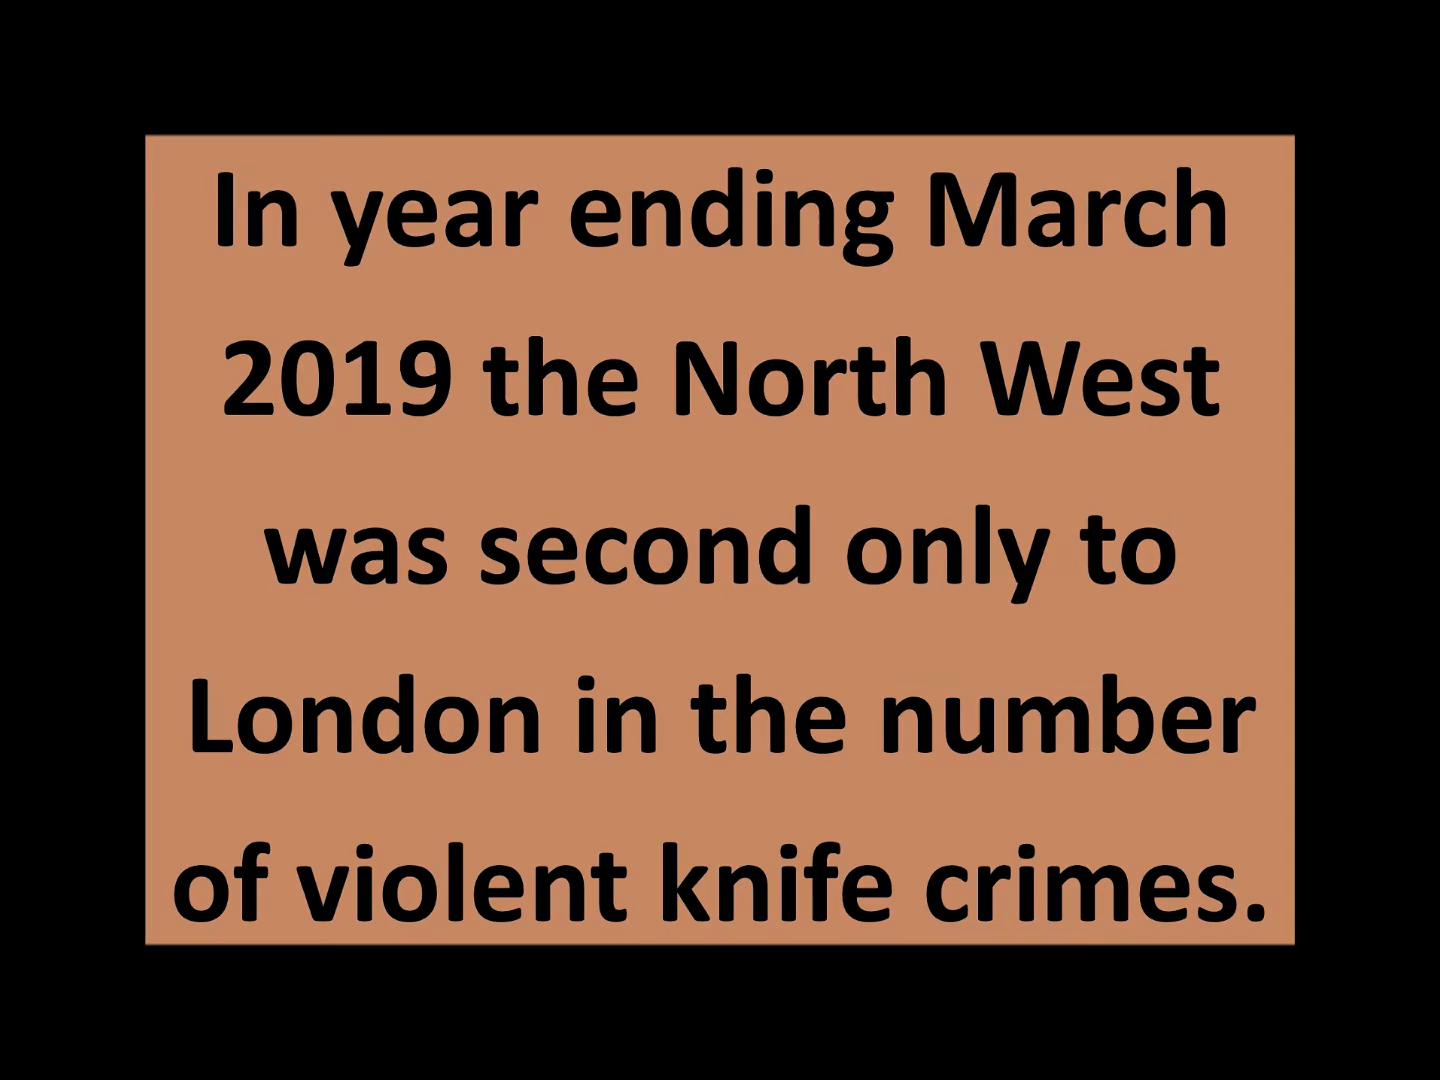 In year ending March
2019 the North West
was second only to
London in the number
of violent knife crimes.